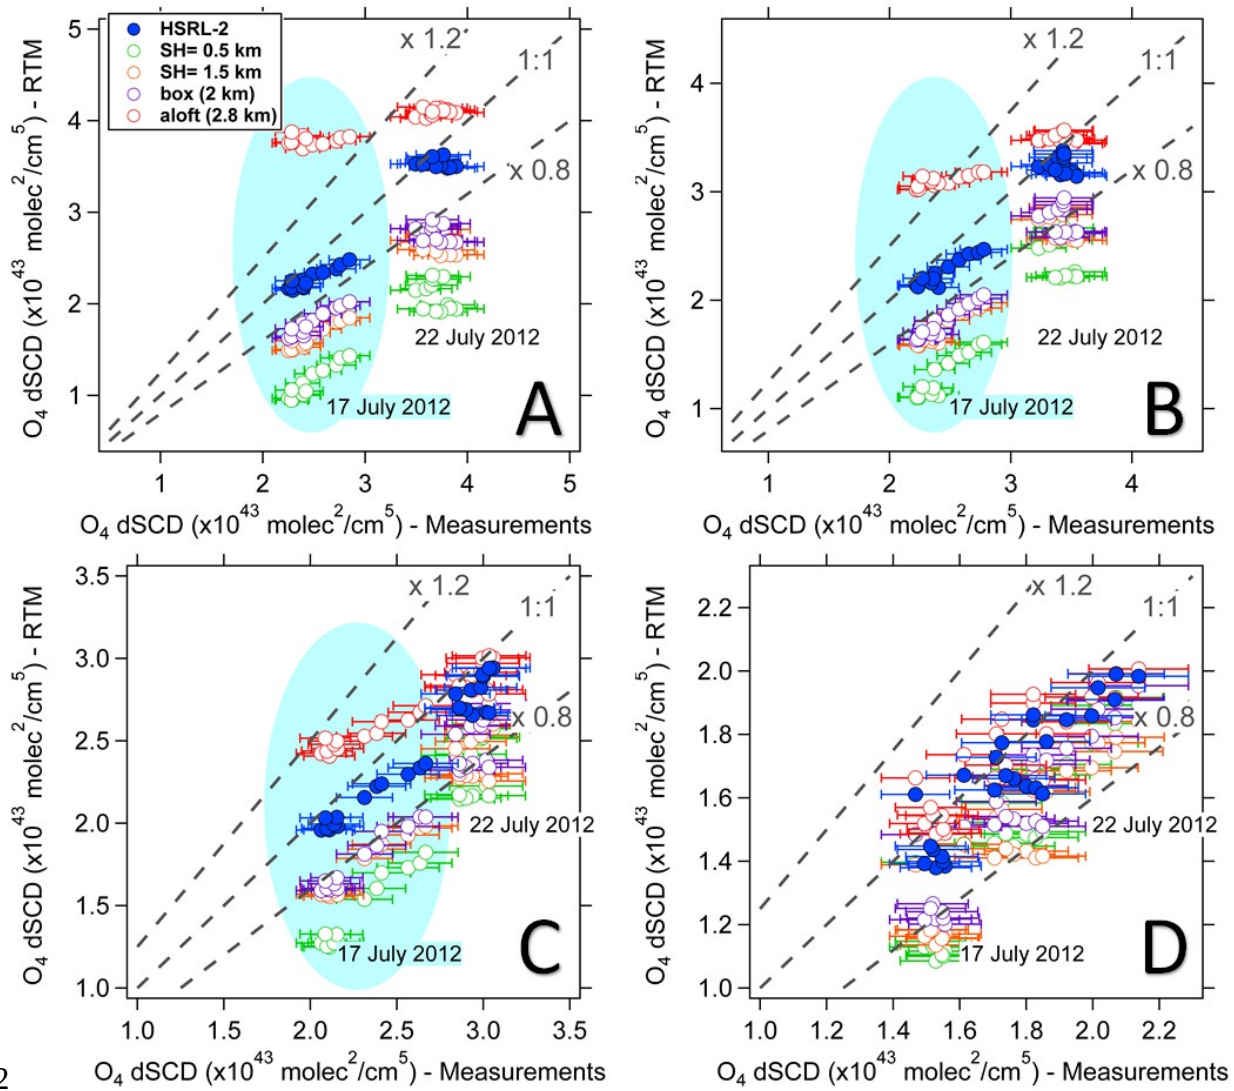 HSRL-2
SH= 0.5 km
SH= 1.5 km
box (2 km)
aloft (2.8 km)
x 1.2
1:1
x 0.8
5
4
3
2
1
O4 dSCD (x10^43 molec^2/cm^5) - RTM
22 July 2012
17 July 2012
A
1 2 3 4 5
O4 dSCD (x10^43 molec^2/cm^5) - Measurements
x 1.2
1:1
x 0.8
4
3
2
1
O4 dSCD (x10^43 molec^2/cm^5) - RTM
22 July 2012
17 July 2012
B
1 2 3 4
O4 dSCD (x10^43 molec^2/cm^5) - Measurements
x 1.2
1:1
x 0.8
3.5
3.0
2.5
2.0
1.5
1.0
O4 dSCD (x10^43 molec^2/cm^5) - RTM
22 July 2012
17 July 2012
C
1.0 1.5 2.0 2.5 3.0 3.5
O4 dSCD (x10^43 molec^2/cm^5) - Measurements
x 1.2
1:1
x 0.8
2.2
2.0
1.8
1.6
1.4
1.2
1.0
O4 dSCD (x10^43 molec^2/cm^5) - RTM
22 July 2012
17 July 2012
D
1.0 1.2 1.4 1.6 1.8 2.0 2.2
O4 dSCD (x10^43 molec^2/cm^5) - Measurements